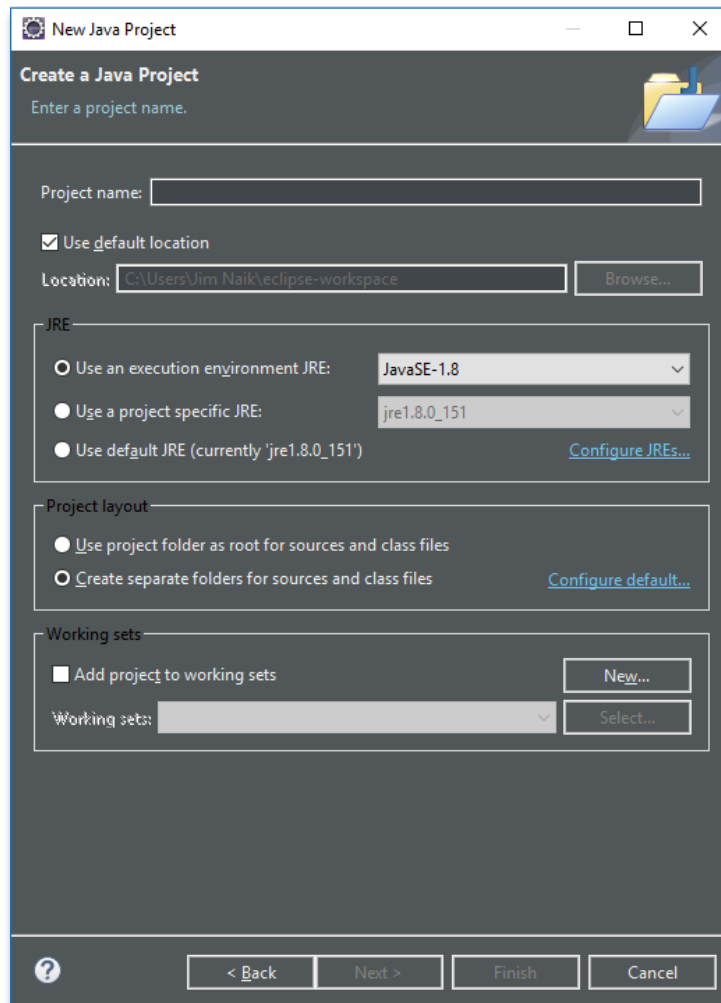 New Java Project
Create a Java Project
Enter a project name.
Project name:
Use default location
Location: C:\Users\Jim Naik\eclipse-workspace Browse...
JRE
Use an execution environment JRE: JavaSE-1.8
Use a project specific JRE: jre1.8.0_151
Use default JRE (currently 'jre1.8.0_151') Configure JREs...
Project layout
Use project folder as root for sources and class files
Create separate folders for sources and class files Configure default...
Working sets
Add project to working sets New...
Working sets: Select...
? < Back Next > Finish Cancel